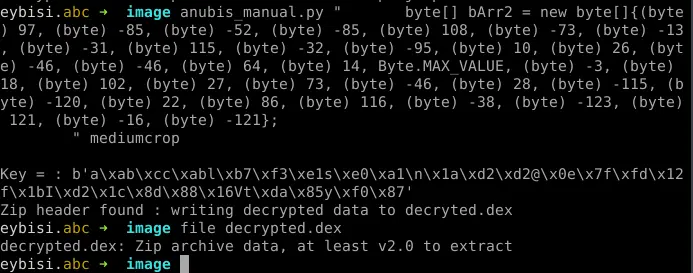 eybisi.abc ➜  image anubis_manual.py "        byte[] bArr2 = new byte[]{(byte
) 97, (byte) -85, (byte) -52, (byte) -85, (byte) 108, (byte) -73, (byte) -13
, (byte) -31, (byte) 115, (byte) -32, (byte) -95, (byte) 10, (byte) 26, (byt
e) -46, (byte) -46, (byte) 64, (byte) 14, Byte.MAX_VALUE, (byte) -3, (byte)
18, (byte) 102, (byte) 27, (byte) 73, (byte) -46, (byte) 28, (byte) -115, (b
yte) -120, (byte) 22, (byte) 86, (byte) 116, (byte) -38, (byte) -123, (byte)
 121, (byte) -16, (byte) -121};
        " mediumcrop
Key = : b'a\xab\xcc\xabl\xb7\xf3\xe1s\xe0\xa1\n\x1a\xd2\xd2@\x0e\x7f\xfd\x12
f\x1bI\xd2\x1c\x8d\x88\x16Vt\xda\x85y\xf0\x87'
Zip header found : writing decrypted data to decryted.dex
eybisi.abc ➜  image file decrypted.dex
decrypted.dex: Zip archive data, at least v2.0 to extract
eybisi.abc ➜  image